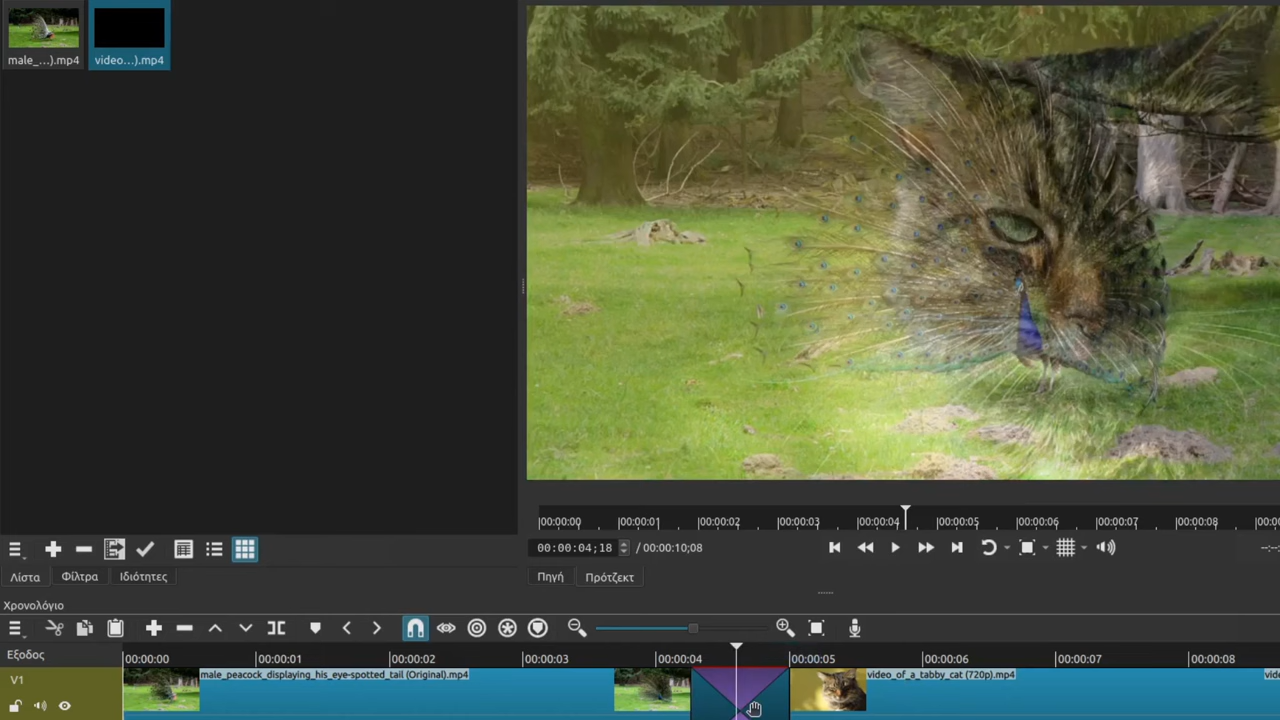 male_...).mp4
video...).mp4
|00:00:00 |00:00:01 |00:00:02 |00:00:03 |00:00:04 |00:00:05 |00:00:06 |00:00:07 |00:00:08
00:00:04;18 / 00:00:10;08
--:--
Λίστα Φίλτρα Ιδιότητες
Πηγή Πρότζεκτ
Χρονολόγιο
Εξοδος |00:00:00 |00:00:01 |00:00:02 |00:00:03 |00:00:04 |00:00:05 |00:00:06 |00:00:07 |00:00:08
V1
male_peacock_displaying_his_eye-spotted_tail (Original).mp4
video_of_a_tabby_cat (720p).mp4